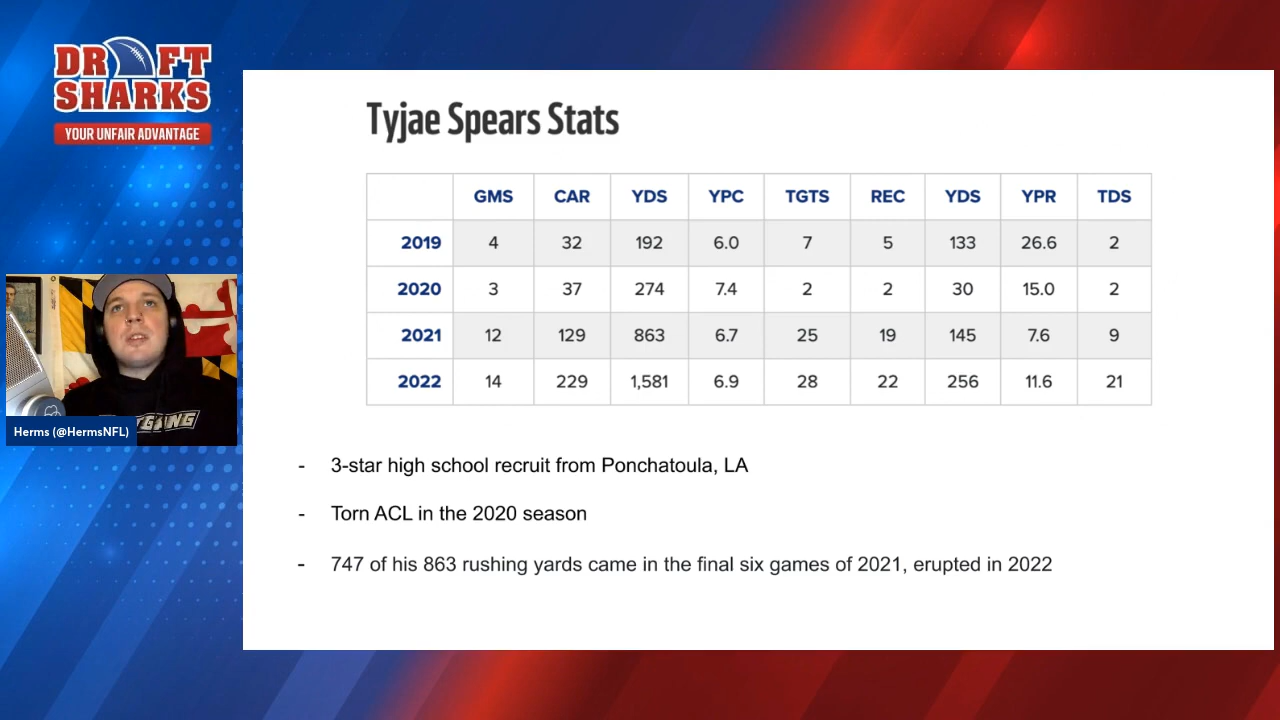 DRAFT
SHARKS
YOUR UNFAIR ADVANTAGE
Tyjae Spears Stats
GMS CAR YDS YPC TGTS REC YDS YPR TDS
2019 4 32 192 6.0 7 5 133 26.6 2
2020 3 37 274 7.4 2 2 30 15.0 2
2021 12 129 863 6.7 25 19 145 7.6 9
2022 14 229 1,581 6.9 28 22 256 11.6 21
Herms (@HermsNFL)
- 3-star high school recruit from Ponchatoula, LA
- Torn ACL in the 2020 season
- 747 of his 863 rushing yards came in the final six games of 2021, erupted in 2022